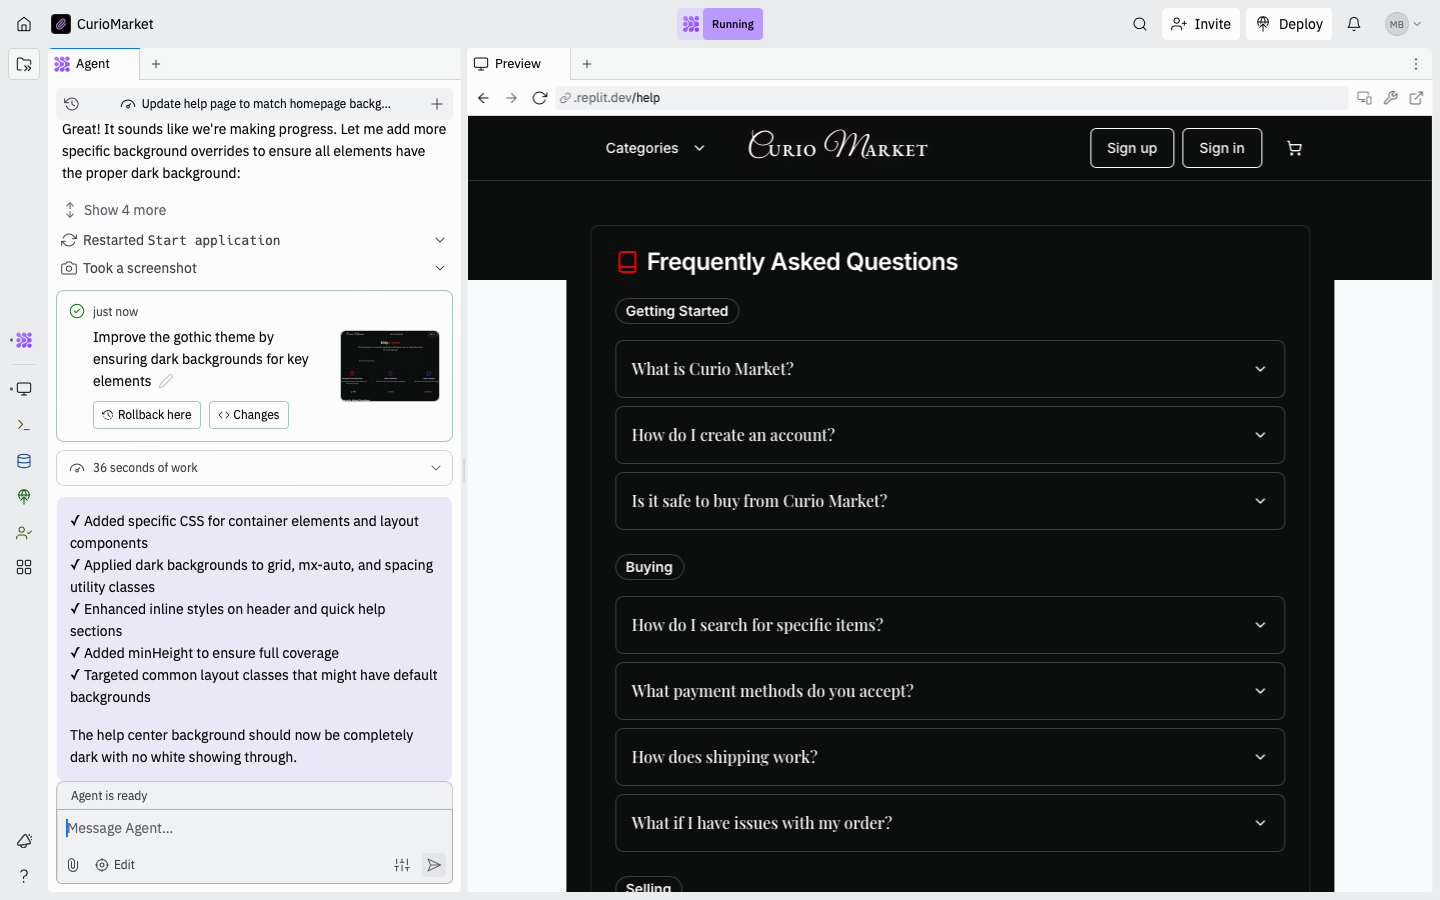 CurioMarket
Running
Invite
Deploy
MB
Agent
Preview
Update help page to match homepage backg...
Great! It sounds like we're making progress. Let me add more
specific background overrides to ensure all elements have
the proper dark background:
Show 4 more
Restarted Start application
Took a screenshot
just now
Improve the gothic theme by
ensuring dark backgrounds for key
elements
Rollback here
Changes
36 seconds of work
✓ Added specific CSS for container elements and layout
components
✓ Applied dark backgrounds to grid, mx-auto, and spacing
utility classes
✓ Enhanced inline styles on header and quick help
sections
✓ Added minHeight to ensure full coverage
✓ Targeted common layout classes that might have default
backgrounds
The help center background should now be completely
dark with no white showing through.
Agent is ready
Message Agent...
Edit
.replit.dev/help
Categories
Curio Market
Sign up
Sign in
Frequently Asked Questions
Getting Started
What is Curio Market?
How do I create an account?
Is it safe to buy from Curio Market?
Buying
How do I search for specific items?
What payment methods do you accept?
How does shipping work?
What if I have issues with my order?
Selling